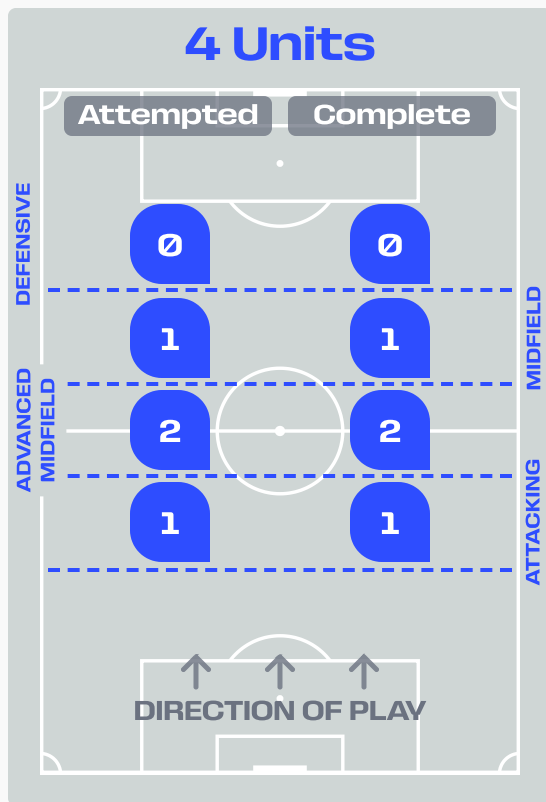 4 Units
Attempted Complete
DEFENSIVE
0 0
MIDFIELD
1 1
ADVANCED
MIDFIELD
2 2
ATTACKING
1 1
DIRECTION OF PLAY